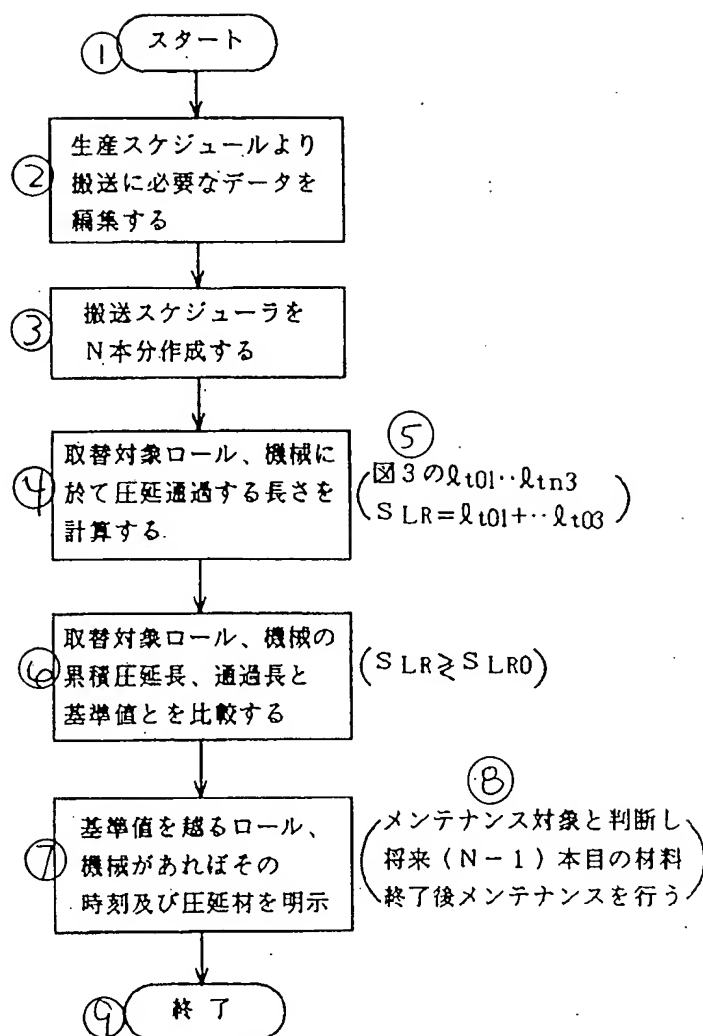 ① スタート
② 生産スケジュールより
搬送に必要なデータを
編集する
③ 搬送スケジューラを
N本分作成する
④ 取替対象ロール、機械に
於て圧延通過する長さを
計算する
⑤
図3のℓt01‥ℓtn3
SLR=ℓt01+‥ℓt03
⑥ 取替対象ロール、機械の
累積圧延長、通過長と
基準値とを比較する
(SLR≷SLR0)
⑦ 基準値を越るロール、
機械があればその
時刻及び圧延材を明示
⑧
メンテナンス対象と判断し
将来(N-1)本目の材料
終了後メンテナンスを行う
⑨ 終了